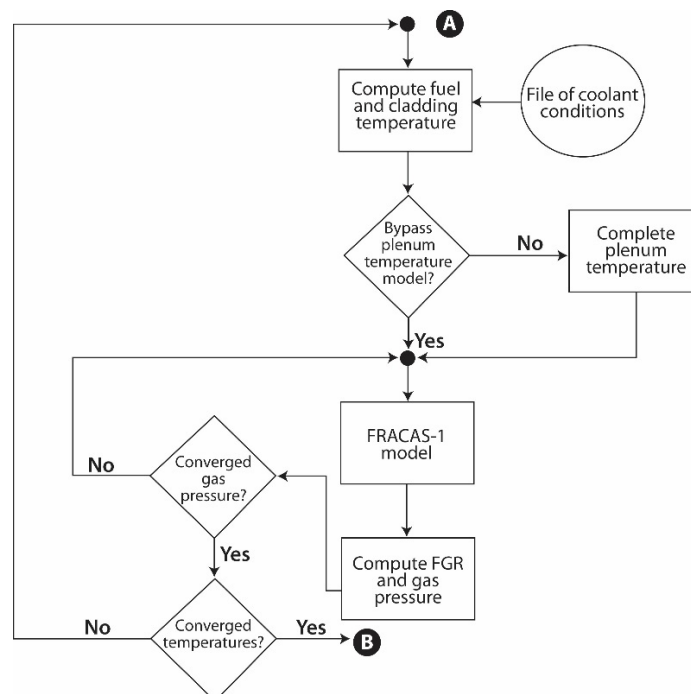 A
Compute fuel
and cladding
temperature
File of coolant
conditions
Bypass
plenum
temperature
model?
No
Complete
plenum
temperature
Yes
FRACAS-1
model
No
Converged
gas
pressure?
Yes
Compute FGR
and gas
pressure
No
Converged
temperatures?
Yes
B